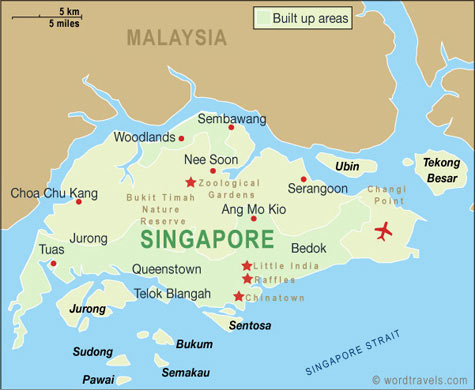 5 km
5 miles
Built up areas
MALAYSIA
Sembawang
Woodlands
Nee Soon
Ubin
Tekong
Besar
Zoological
Gardens
Serangoon
Choa Chu Kang
Bukit Timah
Nature
Reserve
Changi
Point
Ang Mo Kio
Jurong
SINGAPORE
Bedok
Tuas
Queenstown
Little India
Raffles
Telok Blangah
Chinatown
Jurong
Sentosa
Bukum
Sudong
Semakau
Pawai
SINGAPORE STRAIT
© wordtravels.com